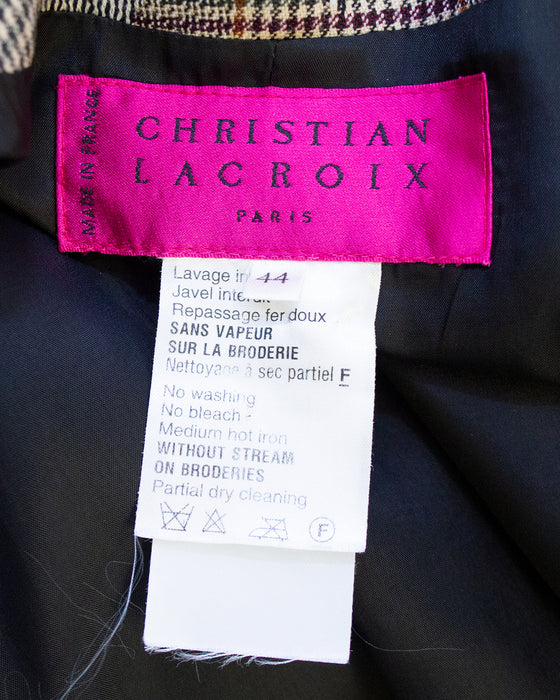 MADE IN FRANCE
CHRISTIAN
LACROIX
PARIS
44
Lavage
Javel
Repassage fer doux
SANS VAPEUR
SUR LA BRODERIE
Nettoyage à sec partiel F
No washing
No bleach -
Medium hot iron
WITHOUT STREAM
ON BRODERIES
Partial dry cleaning
F